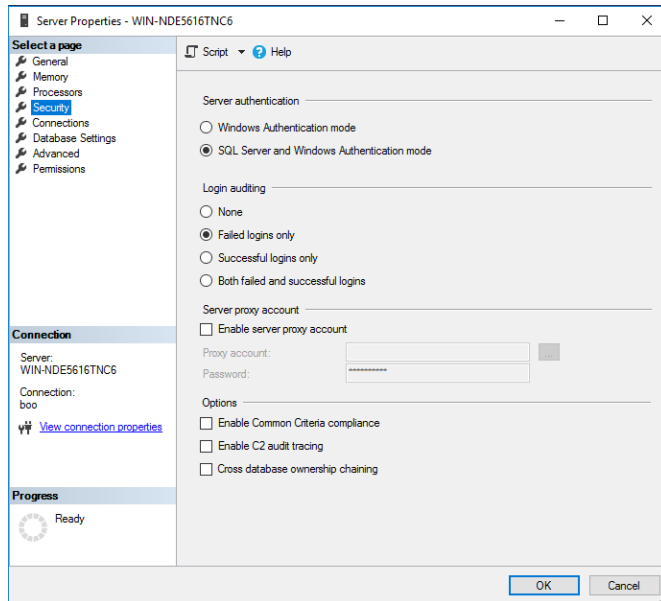 Server Properties - WIN-NDE5616TNC6
Select a page
General
Memory
Processors
Security
Connections
Database Settings
Advanced
Permissions
Script
Help
Server authentication
Windows Authentication mode
SQL Server and Windows Authentication mode
Login auditing
None
Failed logins only
Successful logins only
Both failed and successful logins
Server proxy account
Enable server proxy account
Proxy account:
...
Password:
**********
Options
Enable Common Criteria compliance
Enable C2 audit tracing
Cross database ownership chaining
Connection
Server:
WIN-NDE5616TNC6
Connection:
boo
View connection properties
Progress
Ready
OK
Cancel